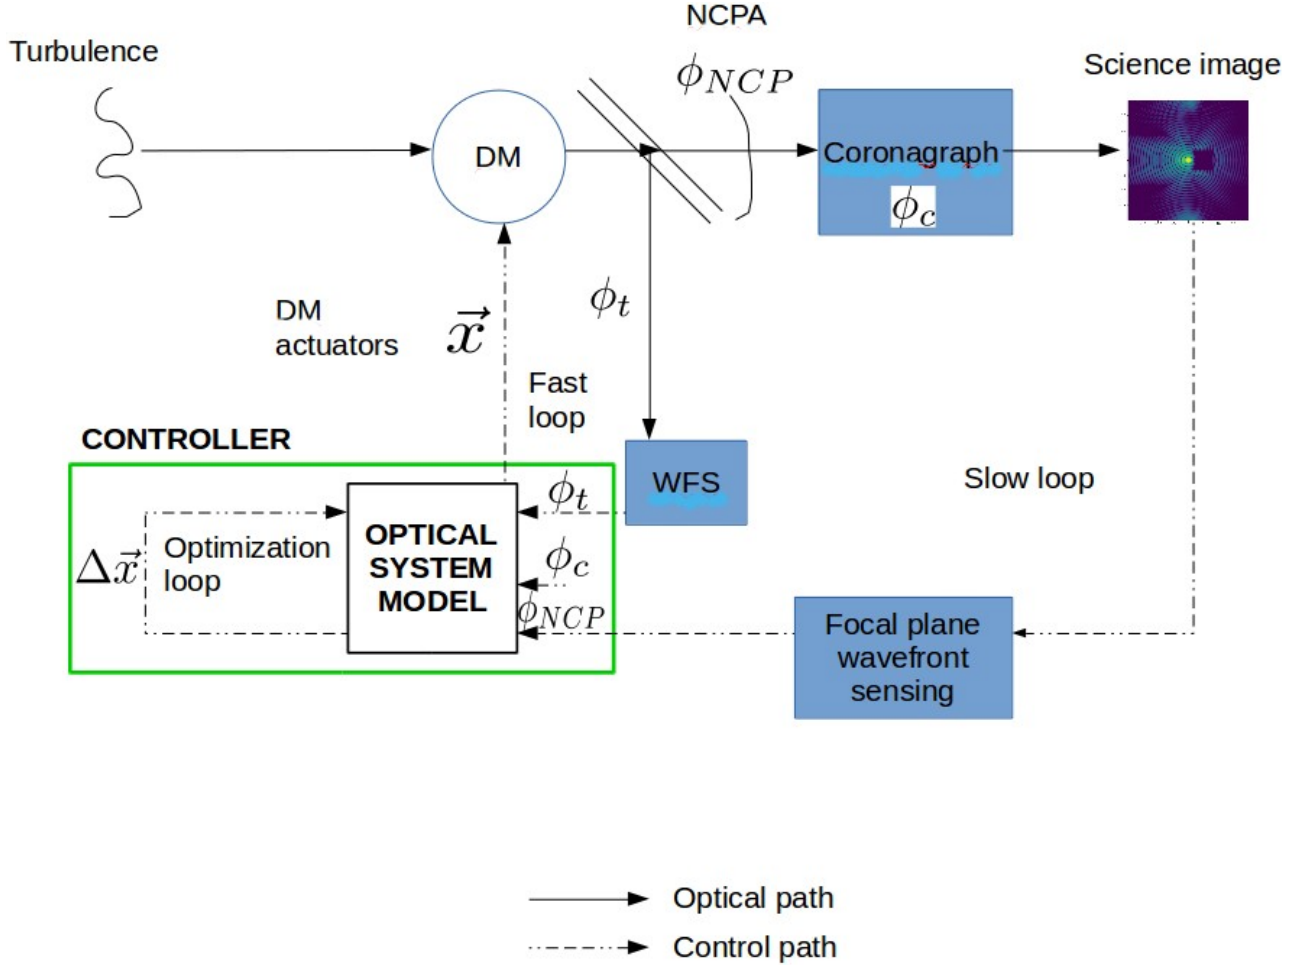 NCPA
Turbulence
ϕ_NCP
Science image
DM
Coronagraph
ϕ_c
ϕ_t
DM
actuators
x⃗
Fast
loop
CONTROLLER
WFS
Slow loop
ϕ_t
OPTICAL
SYSTEM
MODEL
Optimization
loop
Δx⃗
ϕ_c
ϕ_NCP
Focal plane
wavefront
sensing
Optical path
Control path